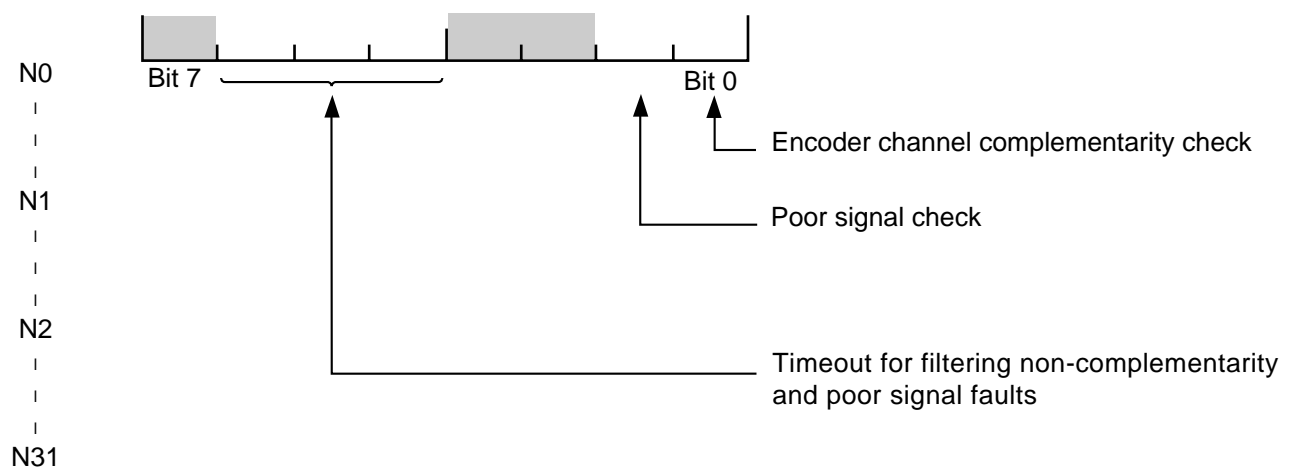 N0
Bit 7
Bit 0
Encoder channel complementarity check
N1
Poor signal check
N2
Timeout for filtering non-complementarity
and poor signal faults
N31